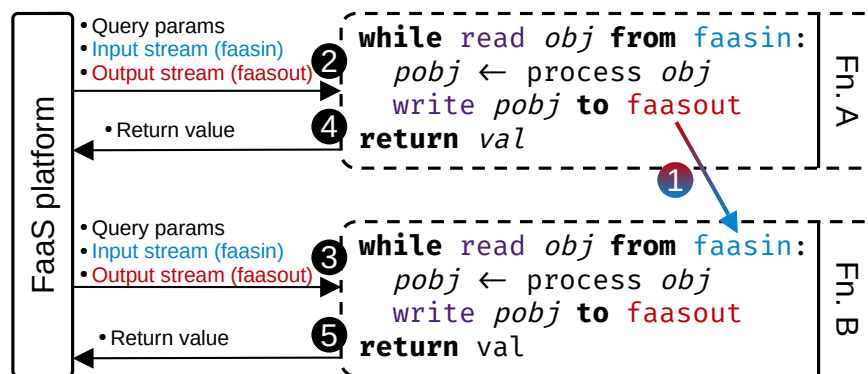 FaaS platform
• Query params
• Input stream (faasin)
• Output stream (faasout)
2
4
• Return value
while read obj from faasin:
pobj ← process obj
write pobj to faasout
return val
Fn. A
1
• Query params
• Input stream (faasin)
• Output stream (faasout)
3
5
• Return value
while read obj from faasin:
pobj ← process obj
write pobj to faasout
return val
Fn. B